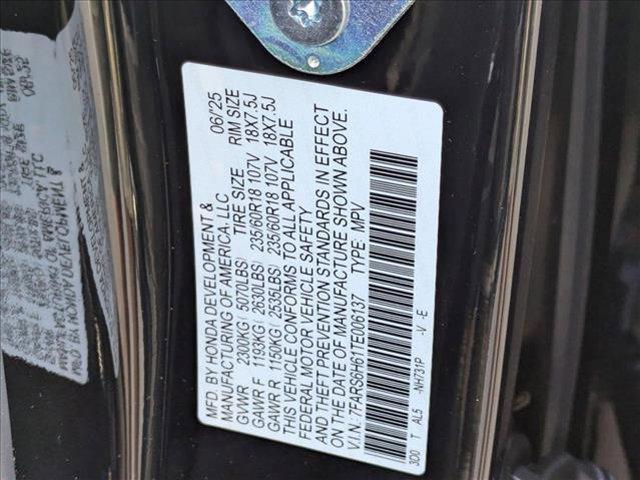 MFD. BY HONDA DEVELOPMENT &
MANUFACTURING OF AMERICA, LLC 06/25
GVWR 2300KG( 5070LBS) TIRE SIZE RIM SIZE
GAWR F 1193KG( 2630LBS) 235/60R18 107V 18X7.5J
GAWR R 1150KG( 2535LBS) 235/60R18 107V 18X7.5J
THIS VEHICLE CONFORMS TO ALL APPLICABLE
FEDERAL MOTOR VEHICLE SAFETY
AND THEFT PREVENTION STANDARDS IN EFFECT
ON THE DATE OF MANUFACTURE SHOWN ABOVE.
V.I.N. 7FARS6H61TE006137 TYPE: MPV
3D0 T AL5 -NH731P -V -E